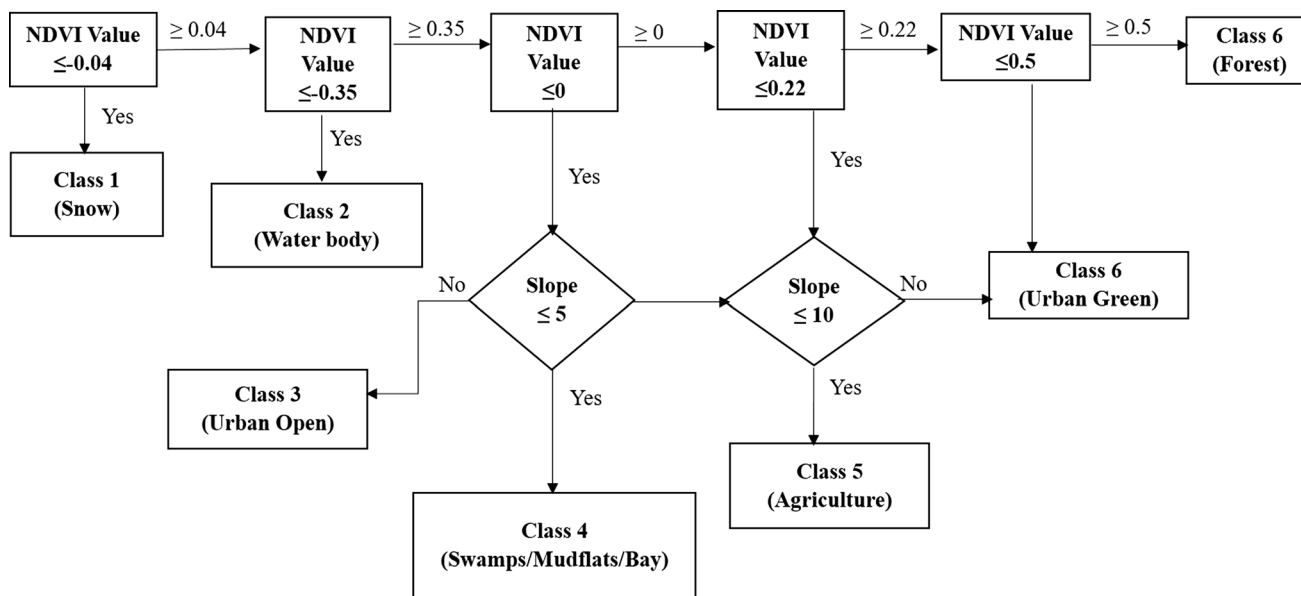 NDVI Value
≤-0.04
≥ 0.04
NDVI
Value
≤-0.35
≥ 0.35
NDVI
Value
≤0
≥ 0
NDVI
Value
≤0.22
≥ 0.22
NDVI Value
≤0.5
≥ 0.5
Class 6
(Forest)
Yes
Yes
Yes
Yes
Class 1
(Snow)
Class 2
(Water body)
No
Slope
≤ 5
Slope
≤ 10
No
Class 6
(Urban Green)
Class 3
(Urban Open)
Yes
Yes
Class 5
(Agriculture)
Class 4
(Swamps/Mudflats/Bay)